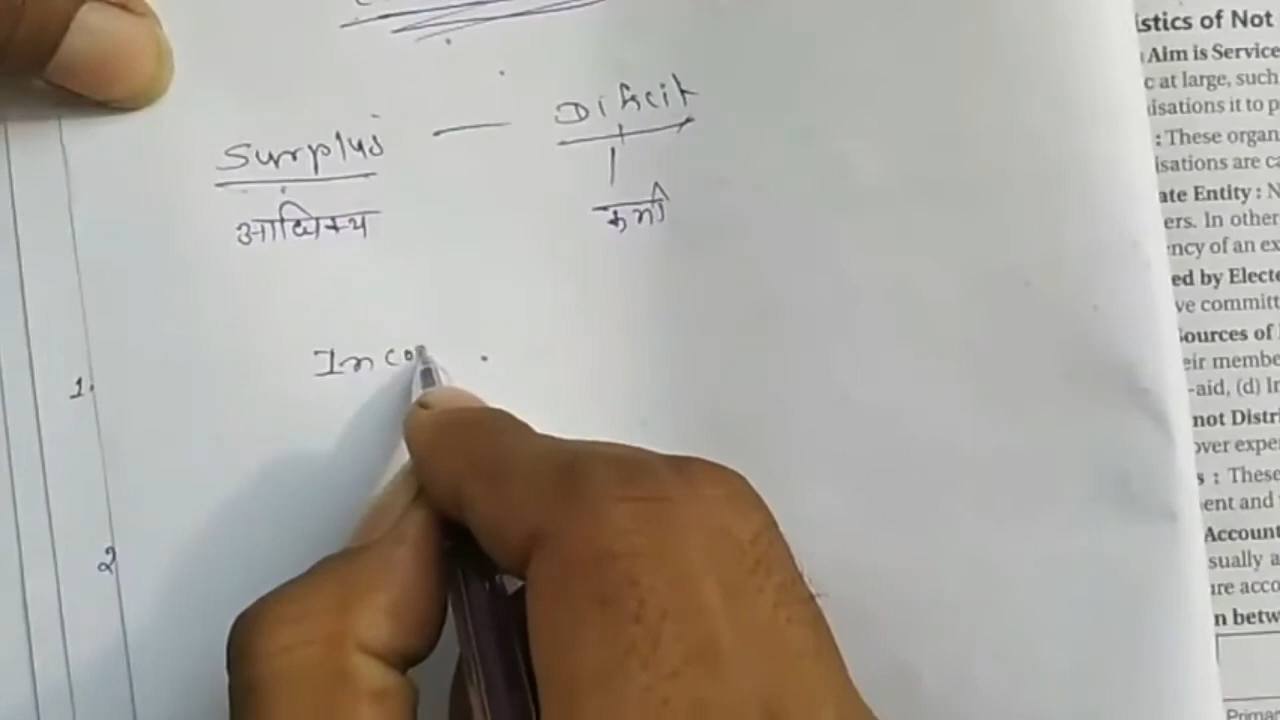 Surplus — Dificit
आधिक्य कमी
Inco
1.
2
istics of Not
Aim is Service
c at large, such
isations it to p
: These organ
isations are ca
ate Entity : N
ers. In other
ncy of an ex
ed by Electe
ve committ
Sources of
eir membe
-aid, (d) In
not Distri
over expe
s : These
ent and
Account
sually a
are acco
n betw
Primar